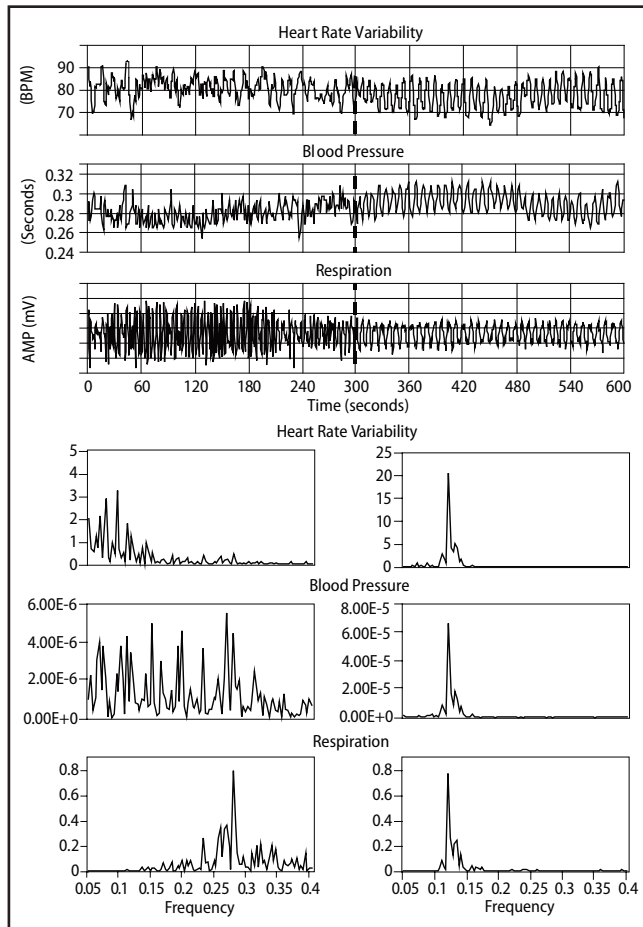 Heart Rate Variability
(BPM)
90
80
70
Blood Pressure
(Seconds)
0.32
0.3
0.28
0.26
0.24
Respiration
AMP (mV)
0 60 120 180 240 300 360 420 480 540 600
Time (seconds)
Heart Rate Variability
5
4
3
2
1
0
25
20
15
10
5
0
Blood Pressure
6.00E-6
4.00E-6
2.00E-6
0.00E+0
8.00E-5
6.00E-5
4.00E-5
2.00E-5
0.00E+0
Respiration
0.8
0.6
0.4
0.2
0
0.05 0.1 0.15 0.2 0.25 0.3 0.35 0.4
Frequency
0.8
0.6
0.4
0.2
0
0.05 0.1 0.15 0.2 0.25 0.3 0.35 0.4
Frequency